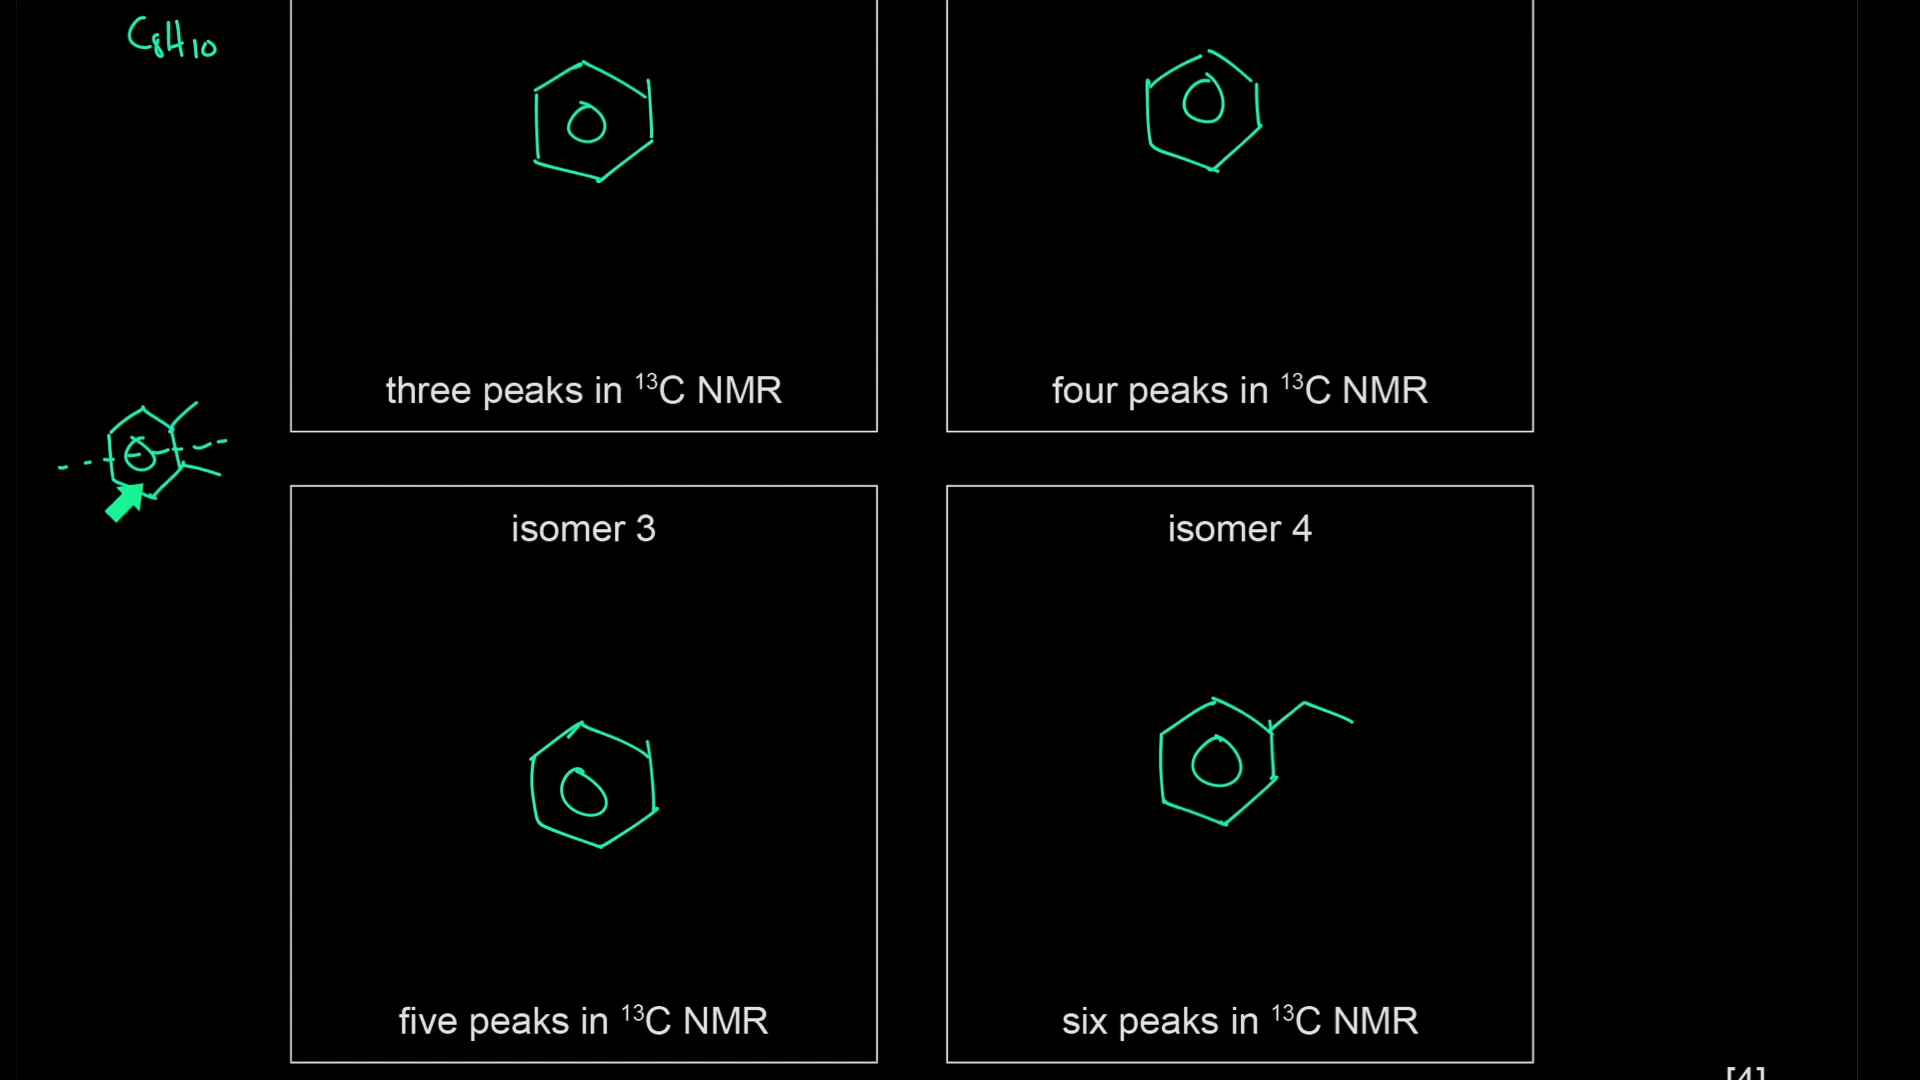 C₈H₁₀
three peaks in ¹³C NMR
four peaks in ¹³C NMR
isomer 3
isomer 4
five peaks in ¹³C NMR
six peaks in ¹³C NMR
[4]